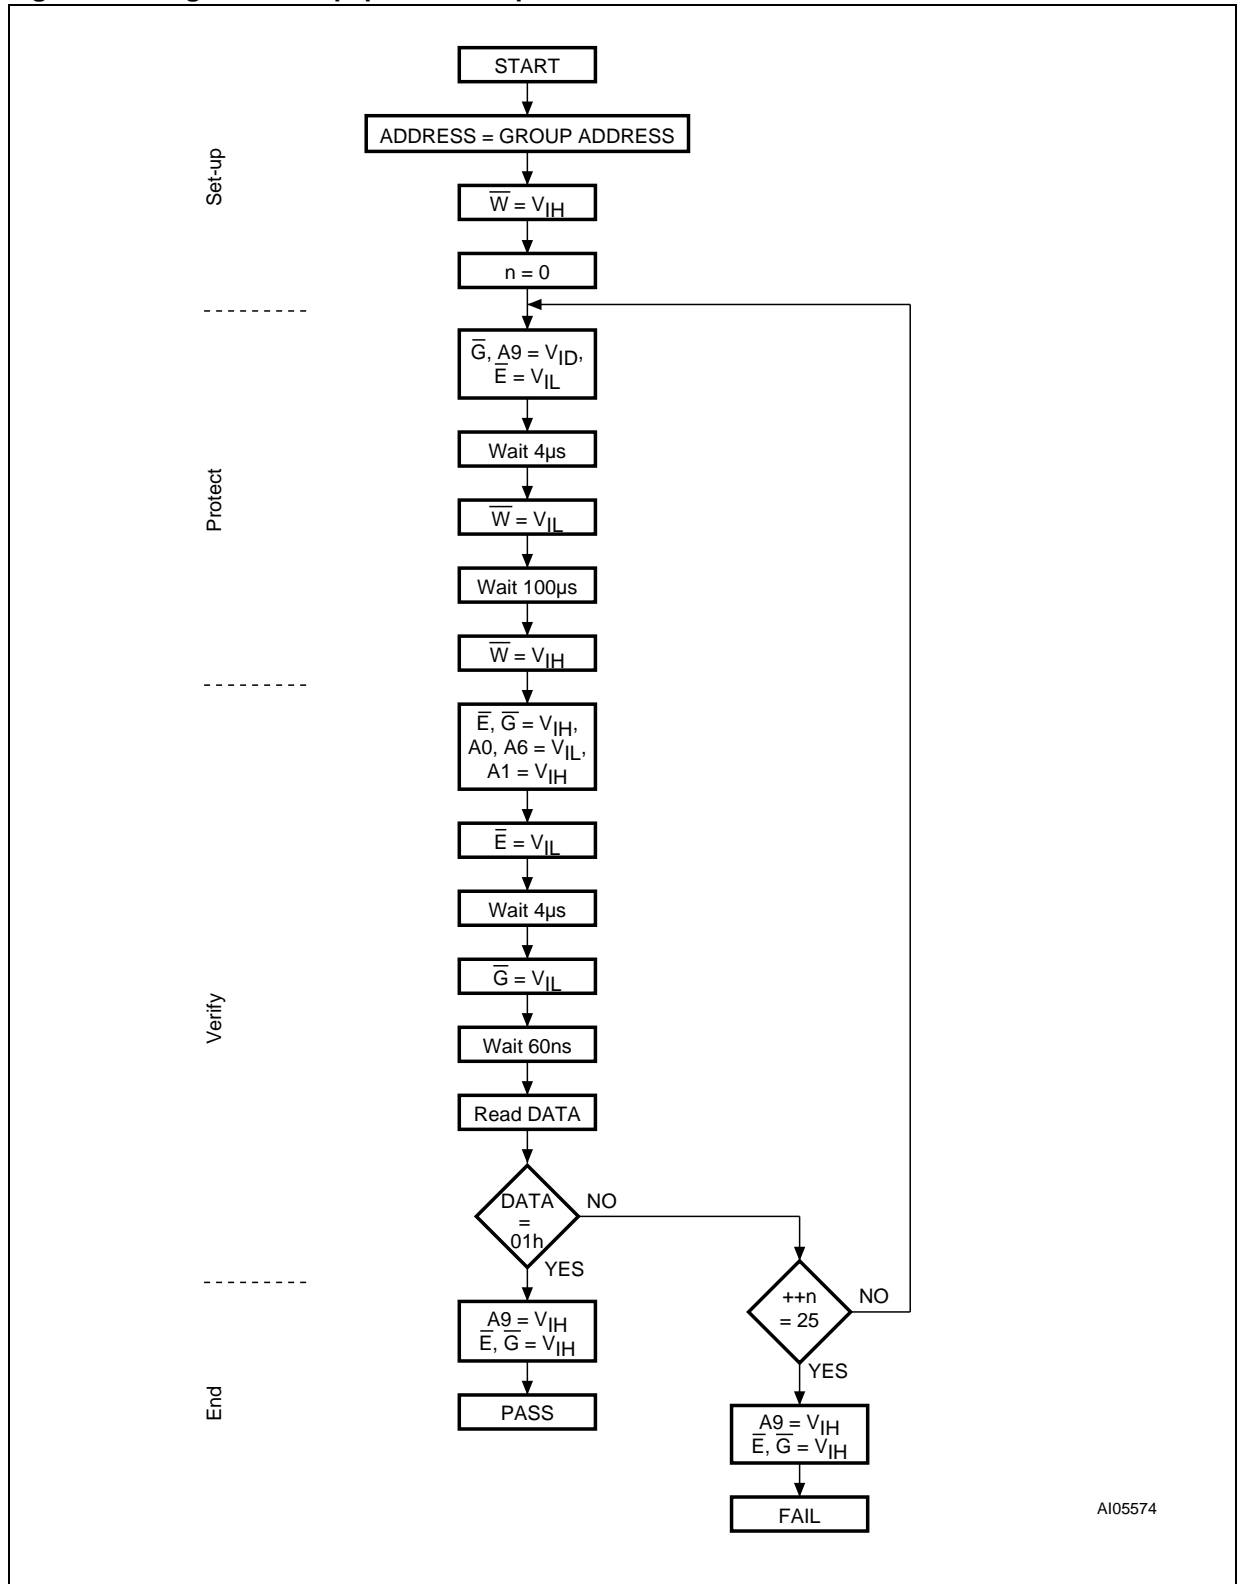 START
ADDRESS = GROUP ADDRESS
Set-up
W̅ = VIH
n = 0
G̅, A9 = VID,
E̅ = VIL
Wait 4µs
Protect
W̅ = VIL
Wait 100µs
W̅ = VIH
E̅, G̅ = VIH,
A0, A6 = VIL,
A1 = VIH
E̅ = VIL
Wait 4µs
G̅ = VIL
Verify
Wait 60ns
Read DATA
DATA
=
01h
NO
YES
++n
= 25
NO
YES
A9 = VIH
E̅, G̅ = VIH
End
PASS
A9 = VIH
E̅, G̅ = VIH
FAIL
AI05574